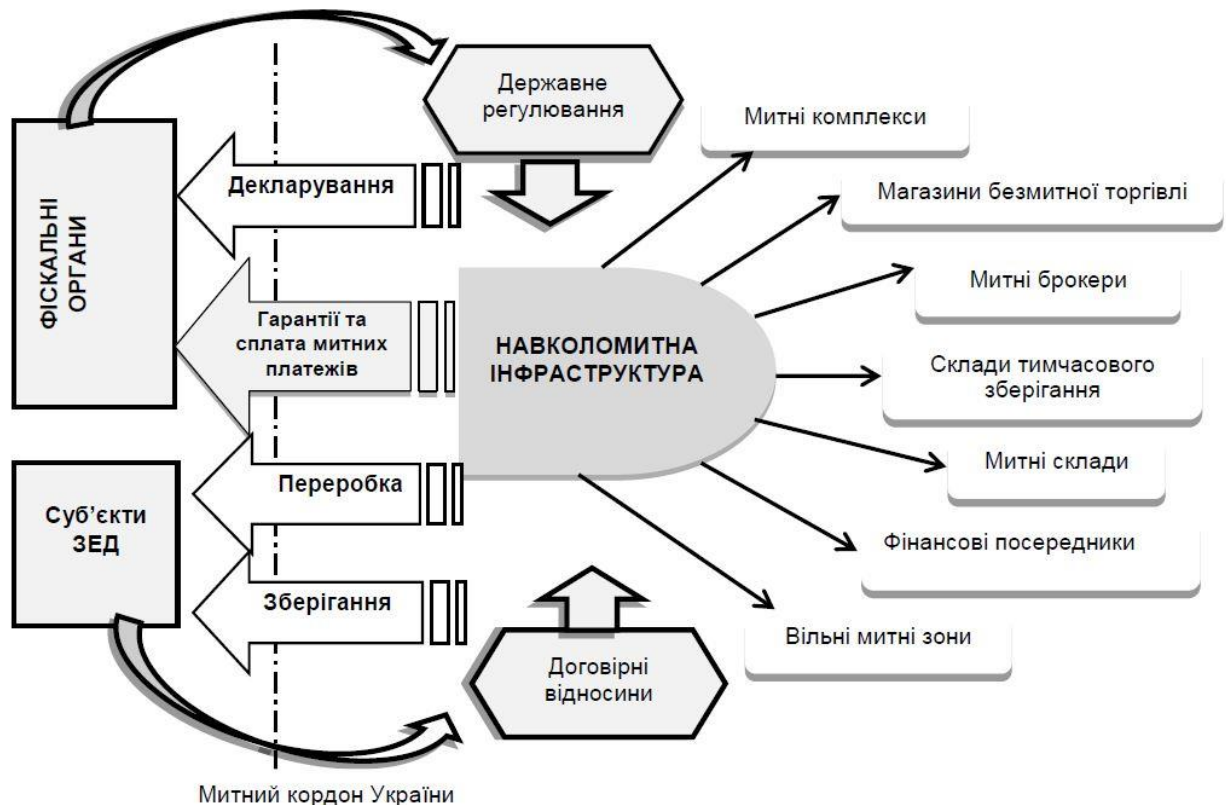 Державне
регулювання
Митні комплекси
Магазини безмитної торгівлі
Митні брокери
Склади тимчасового
зберігання
Митні склади
Фінансові посередники
Вільні митні зони
ФІСКАЛЬНІ
ОРГАНИ
Декларування
Гарантії та
сплата митних
платежів
НАВКОЛОМИТНА
ІНФРАСТРУКТУРА
Суб’єкти
ЗЕД
Переробка
Зберігання
Договірні
відносини
Митний кордон України